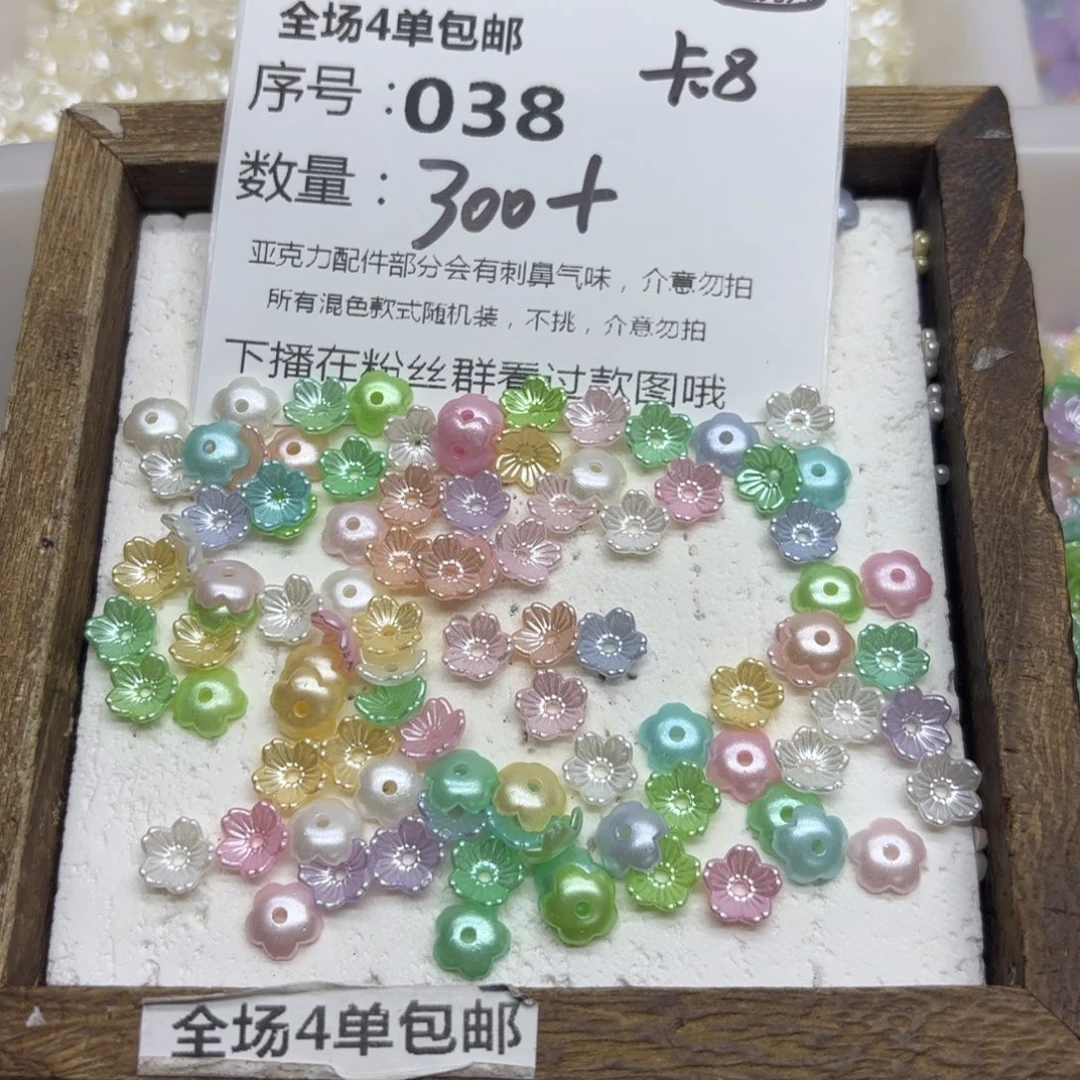 全场4单包邮
卡8
序号:038
数量:300+
亚克力配件部分会有刺鼻气味，介意勿拍
所有混色款式随机装，不挑，介意勿拍
下播在粉丝群看过款图哦
全场4单包邮